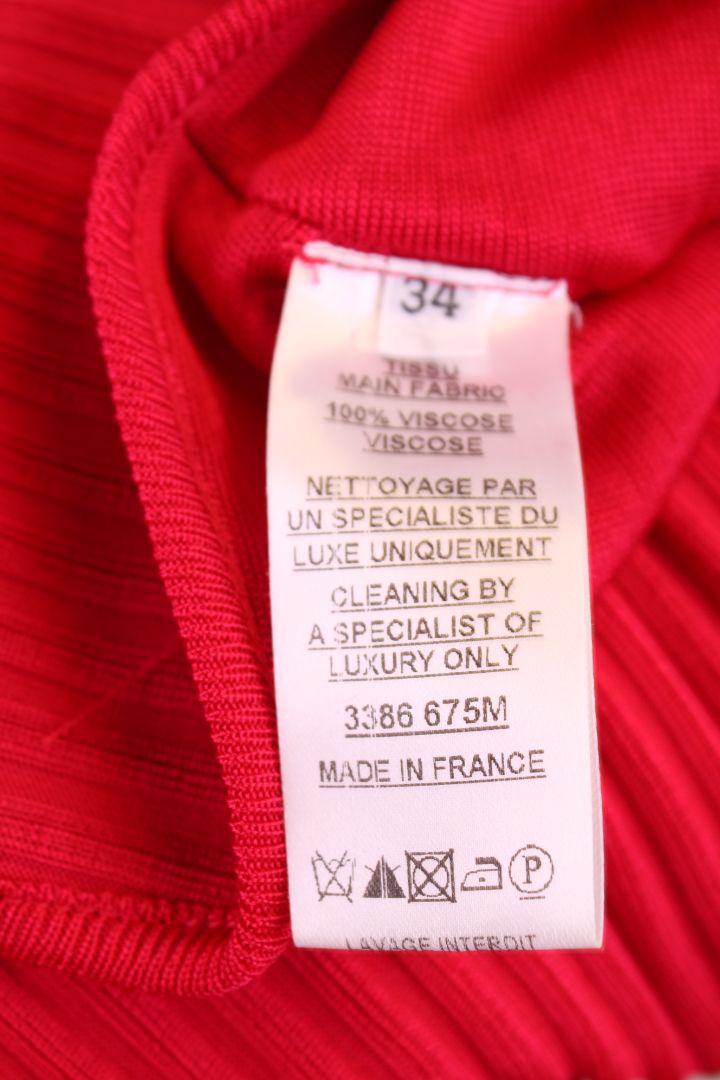 34
TISSU
MAIN FABRIC
100% VISCOSE
VISCOSE
NETTOYAGE PAR
UN SPECIALISTE DU
LUXE UNIQUEMENT
CLEANING BY
A SPECIALIST OF
LUXURY ONLY
3386 675M
MADE IN FRANCE
P
LAVAGE INTERDIT